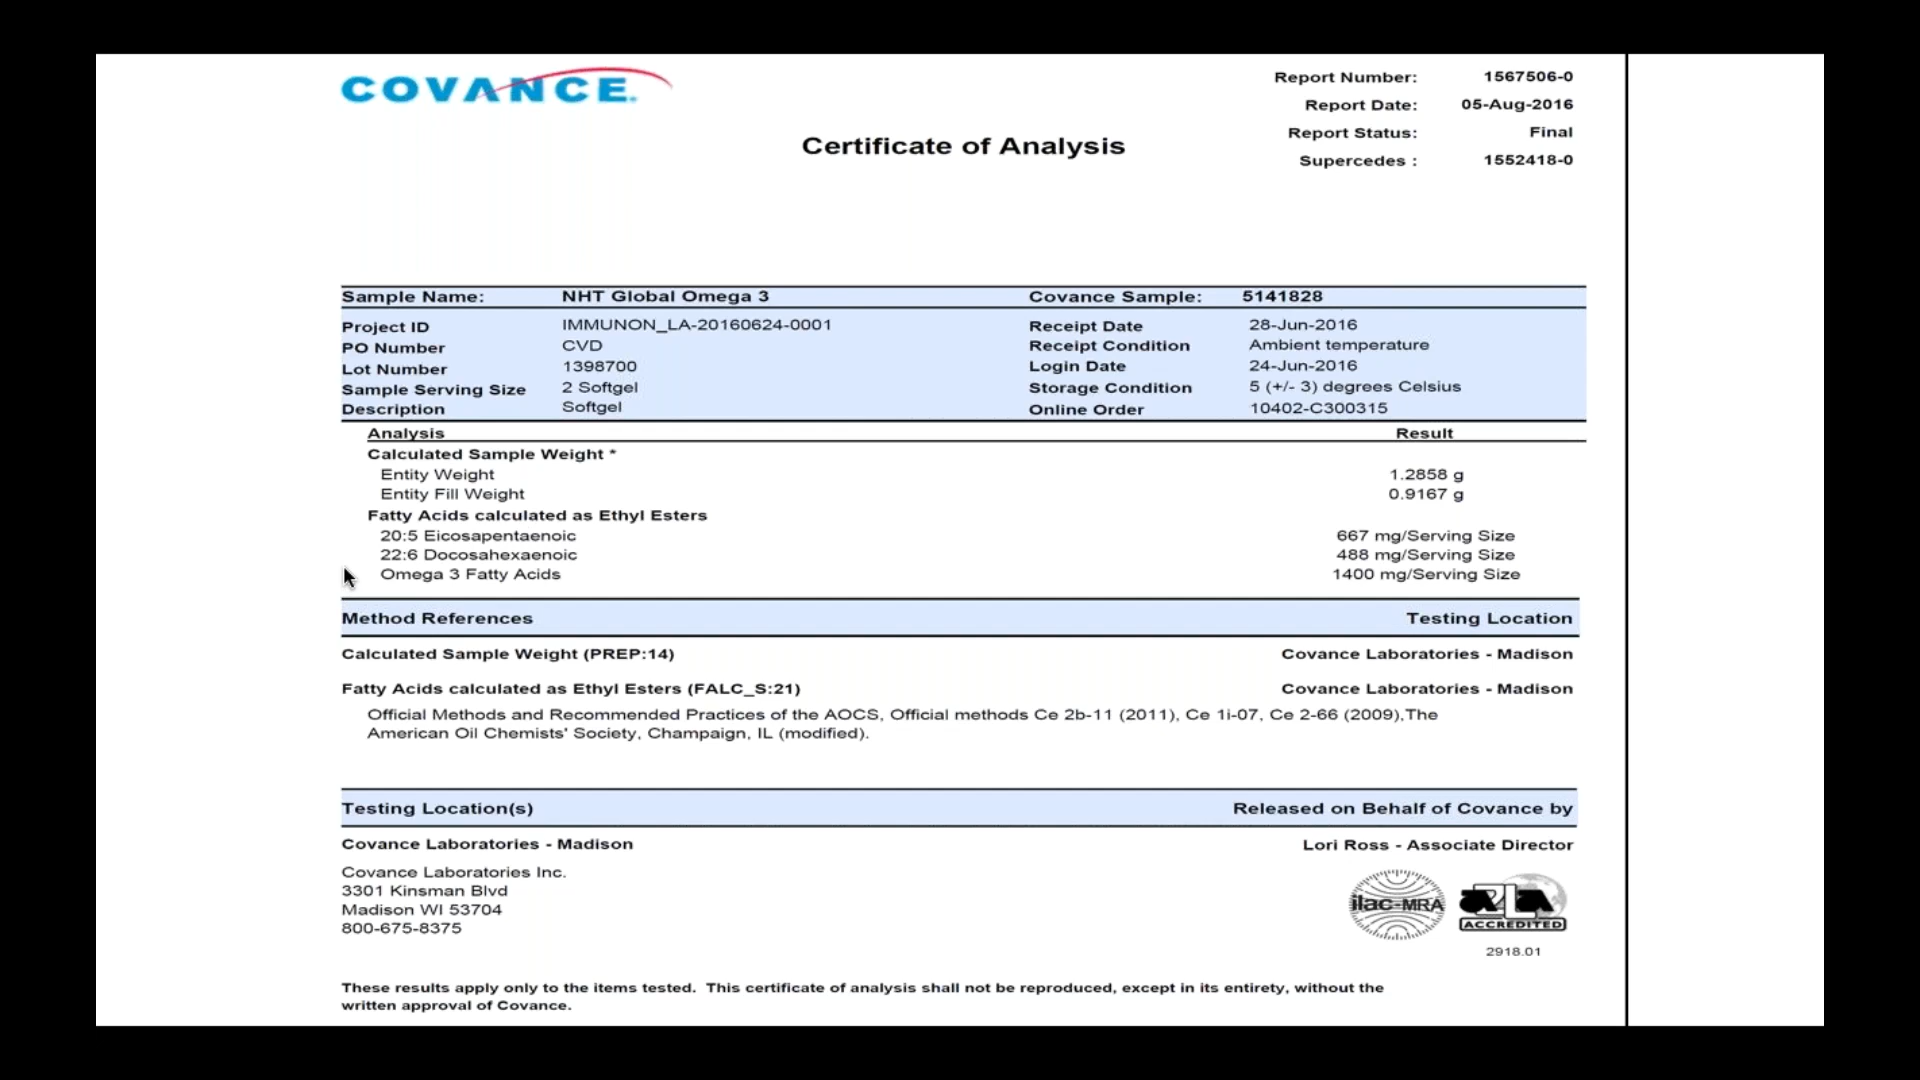 COVANCE.
Report Number: 1567506-0
Report Date: 05-Aug-2016
Report Status: Final
Supercedes : 1552418-0
Certificate of Analysis
Sample Name: NHT Global Omega 3 Covance Sample: 5141828
Project ID IMMUNON_LA-20160624-0001 Receipt Date 28-Jun-2016
PO Number CVD Receipt Condition Ambient temperature
Lot Number 1398700 Login Date 24-Jun-2016
Sample Serving Size 2 Softgel Storage Condition 5 (+/- 3) degrees Celsius
Description Softgel Online Order 10402-C300315
Analysis Result
Calculated Sample Weight *
Entity Weight 1.2858 g
Entity Fill Weight 0.9167 g
Fatty Acids calculated as Ethyl Esters
20:5 Eicosapentaenoic 667 mg/Serving Size
22:6 Docosahexaenoic 488 mg/Serving Size
Omega 3 Fatty Acids 1400 mg/Serving Size
Method References Testing Location
Calculated Sample Weight (PREP:14) Covance Laboratories - Madison
Fatty Acids calculated as Ethyl Esters (FALC_S:21) Covance Laboratories - Madison
Official Methods and Recommended Practices of the AOCS, Official methods Ce 2b-11 (2011), Ce 1i-07, Ce 2-66 (2009),The
American Oil Chemists' Society, Champaign, IL (modified).
Testing Location(s) Released on Behalf of Covance by
Covance Laboratories - Madison Lori Ross - Associate Director
Covance Laboratories Inc.
3301 Kinsman Blvd
Madison WI 53704
800-675-8375
ilac-MRA
A2LA
ACCREDITED
2918.01
These results apply only to the items tested. This certificate of analysis shall not be reproduced, except in its entirety, without the
written approval of Covance.